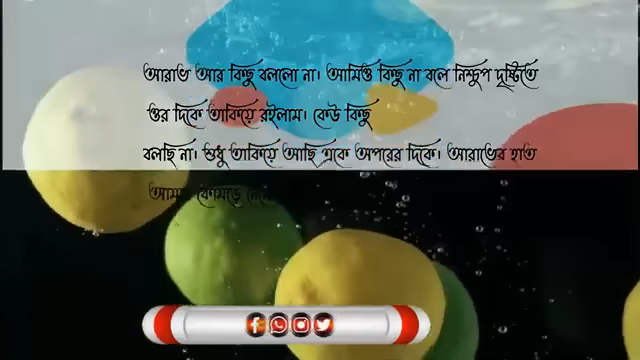 আরাভ আর কিছু বললো না। আমিও কিছু না বলে নিশ্চুপ দৃষ্টিতে
ওর দিকে তাকিয়ে রইলাম। কেউ কিছু
বলছি না। শুধু তাকিয়ে আছি একে অপরের দিকে। আরাভের হাত